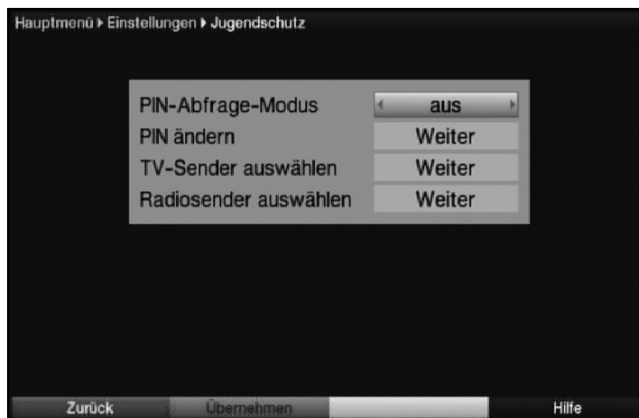 Hauptmenü ▸ Einstellungen ▸ Jugendschutz
PIN-Abfrage-Modus aus
PIN ändern Weiter
TV-Sender auswählen Weiter
Radiosender auswählen Weiter
Zurück Übernehmen Hilfe